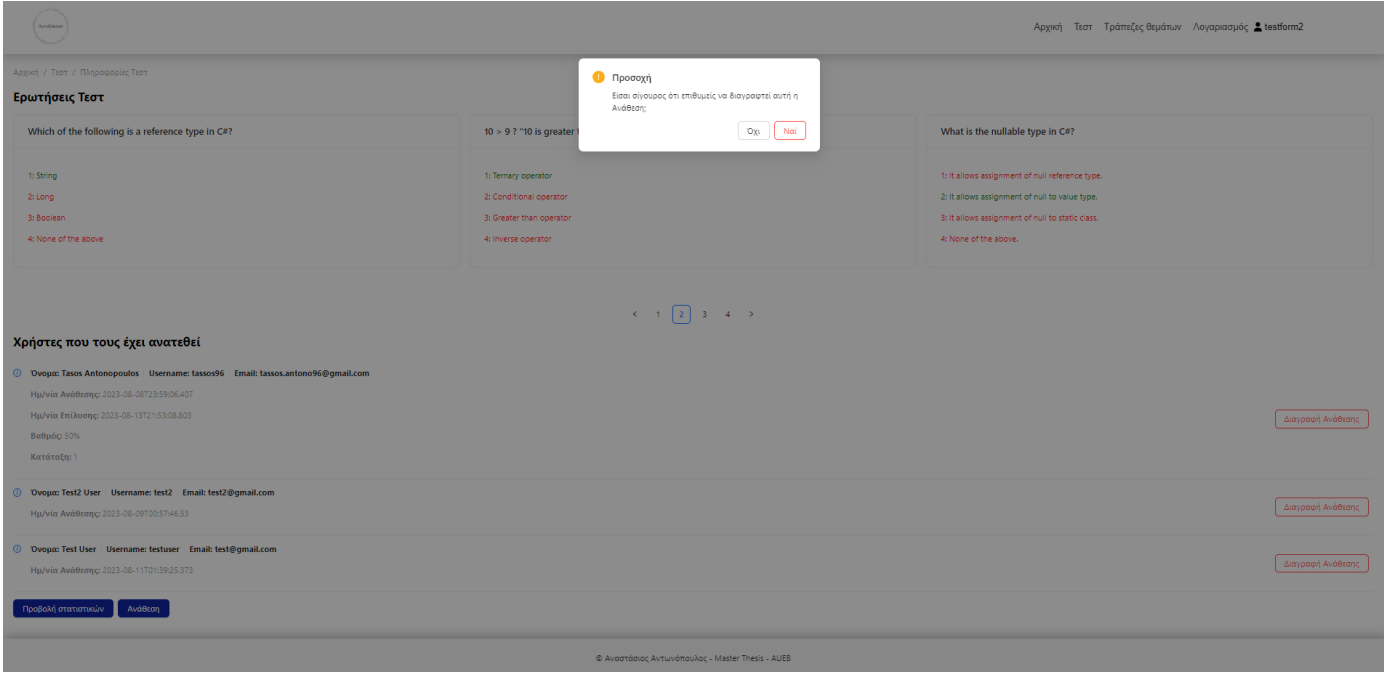 Αρχική Τεστ Τράπεζες θεμάτων Λογαριασμός testform2
Αρχική / Τεστ / Πληροφορίες Τεστ
Ερωτήσεις Τεστ
Προσοχή
Είσαι σίγουρος ότι επιθυμείς να διαγραφτεί αυτή η
Ανάθεση;
Όχι Ναί
Which of the following is a reference type in C#?
1: String
2: Long
3: Boolean
4: None of the above
10 > 9 ? "10 is greater
1: Ternary operator
2: Conditional operator
3: Greater than operator
4: Inverse operator
What is the nullable type in C#?
1: It allows assignment of null reference type.
2: It allows assignment of null to value type.
3: It allows assignment of null to static class.
4: None of the above.
< 1 2 3 4 >
Χρήστες που τους έχει ανατεθεί
Όνομα: Tasos Antonopoulos Username: tassos96 Email: tassos.antono96@gmail.com
Ημ/νία Ανάθεσης: 2023-08-08T23:59:06.407
Ημ/νία Επίλυσης: 2023-08-13T21:53:08.803
Βαθμός: 50%
Κατάταξη: 1
Διαγραφή Ανάθεσης
Όνομα: Test2 User Username: test2 Email: test2@gmail.com
Ημ/νία Ανάθεσης: 2023-08-09T00:57:46.53
Διαγραφή Ανάθεσης
Όνομα: Test User Username: testuser Email: test@gmail.com
Ημ/νία Ανάθεσης: 2023-08-11T01:39:25.373
Διαγραφή Ανάθεσης
Προβολή στατιστικών Ανάθεση
© Αναστάσιος Αντωνόπουλος - Master Thesis - AUEB